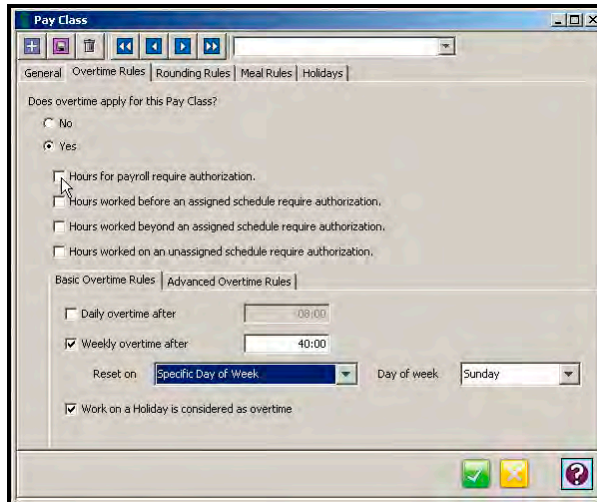 Pay Class
General Overtime Rules Rounding Rules Meal Rules Holidays
Does overtime apply for this Pay Class?
No
Yes
Hours for payroll require authorization.
Hours worked before an assigned schedule require authorization.
Hours worked beyond an assigned schedule require authorization.
Hours worked on an unassigned schedule require authorization.
Basic Overtime Rules Advanced Overtime Rules
Daily overtime after 08:00
Weekly overtime after 40:00
Reset on Specific Day of Week Day of week Sunday
Work on a Holiday is considered as overtime
?